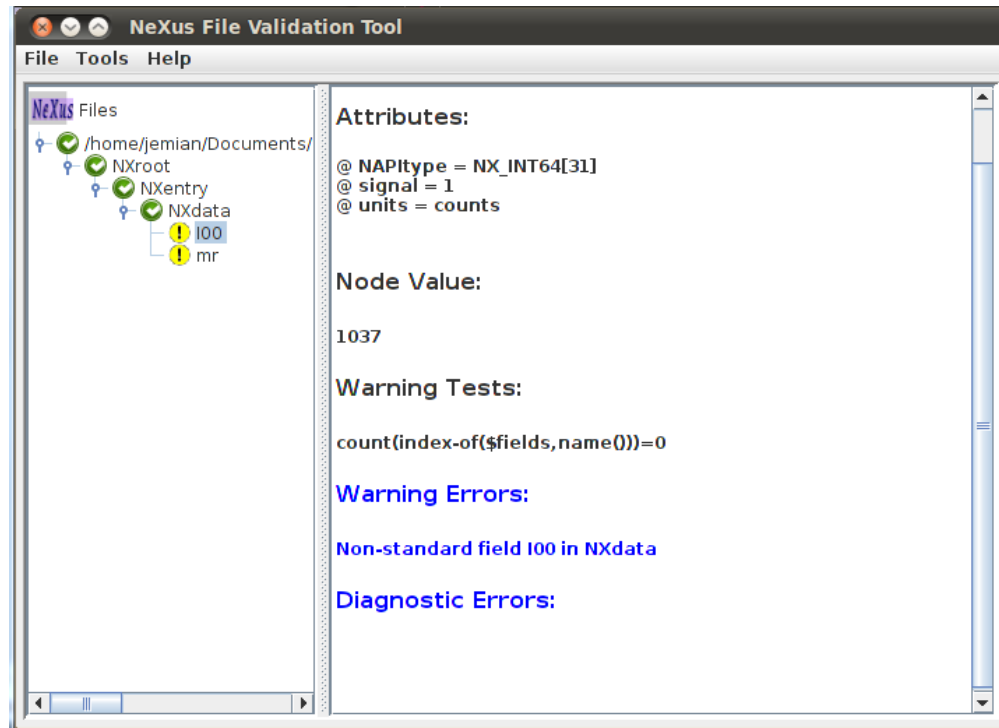 NeXus File Validation Tool
File Tools Help
NeXus Files
/home/jemian/Documents/
NXroot
NXentry
NXdata
I00
mr
Attributes:
@ NAPItype = NX_INT64[31]
@ signal = 1
@ units = counts
Node Value:
1037
Warning Tests:
count(index-of($fields,name()))=0
Warning Errors:
Non-standard field I00 in NXdata
Diagnostic Errors: